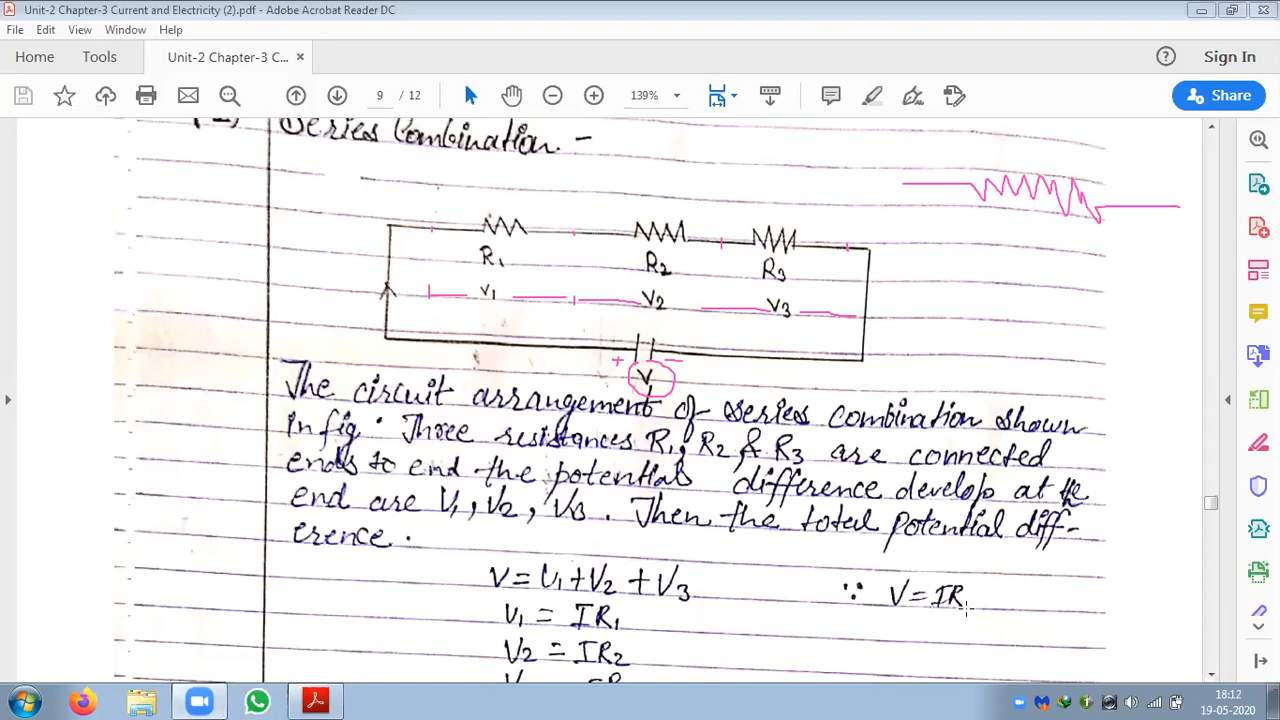 Unit-2 Chapter-3 Current and Electricity (2).pdf - Adobe Acrobat Reader DC
File Edit View Window Help
Home Tools Unit-2 Chapter-3 C... × Sign In
9 / 12 139% Share
Series Combination. -
R1 R2 R3
V1 V2 V3
+ −
V
The circuit arrangement of series combination shown
in fig. Three resistances R1, R2 & R3 are connected
ends to end the potentials difference develop at the
end are V1, V2, V3. Then the total potential diff-
erence.
V = V1 + V2 + V3 ∵ V = IR
V1 = IR1
V2 = IR2
18:12
19-05-2020